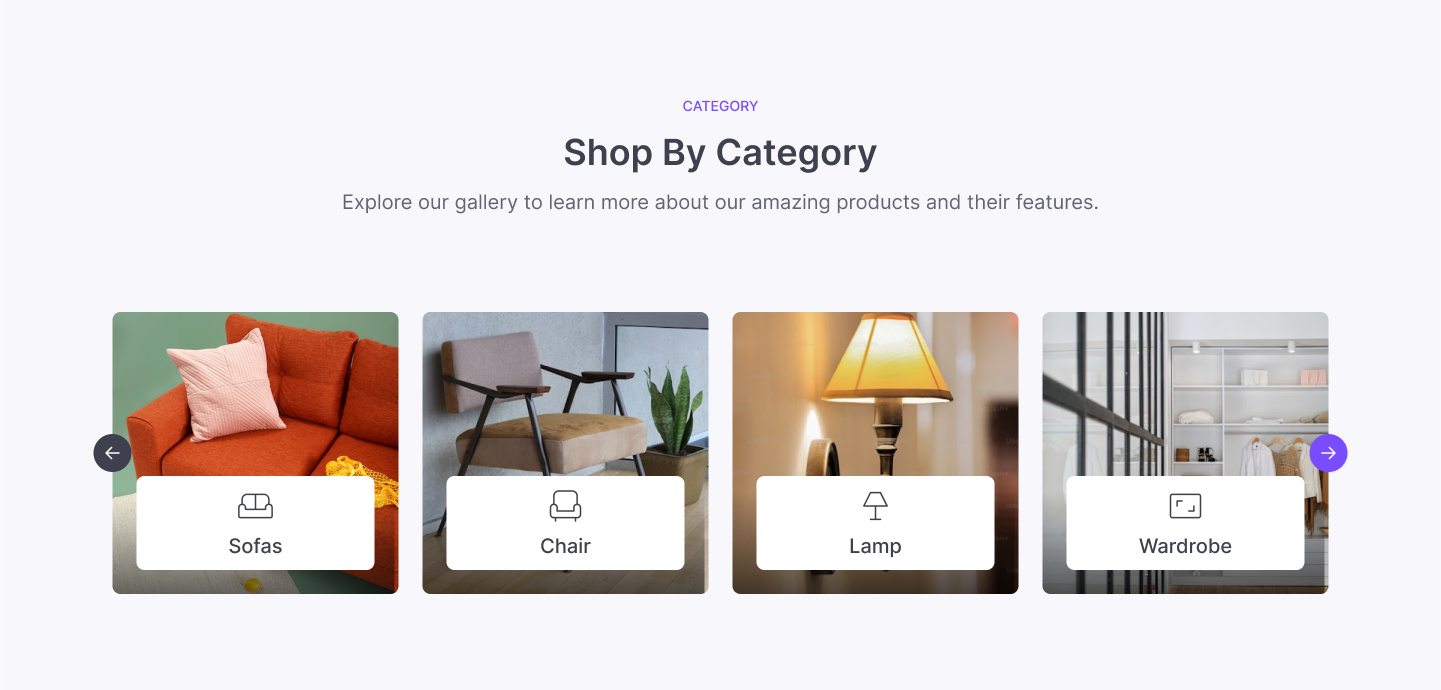 CATEGORY
Shop By Category
Explore our gallery to learn more about our amazing products and their features.
Sofas
Chair
Lamp
Wardrobe